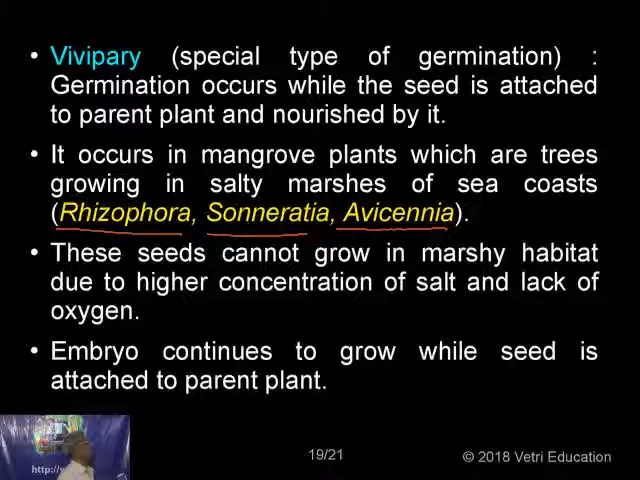 • Vivipary (special type of germination) :
Germination occurs while the seed is attached
to parent plant and nourished by it.
• It occurs in mangrove plants which are trees
growing in salty marshes of sea coasts
(Rhizophora, Sonneratia, Avicennia).
• These seeds cannot grow in marshy habitat
due to higher concentration of salt and lack of
oxygen.
• Embryo continues to grow while seed is
attached to parent plant.
http://
19/21
© 2018 Vetri Education